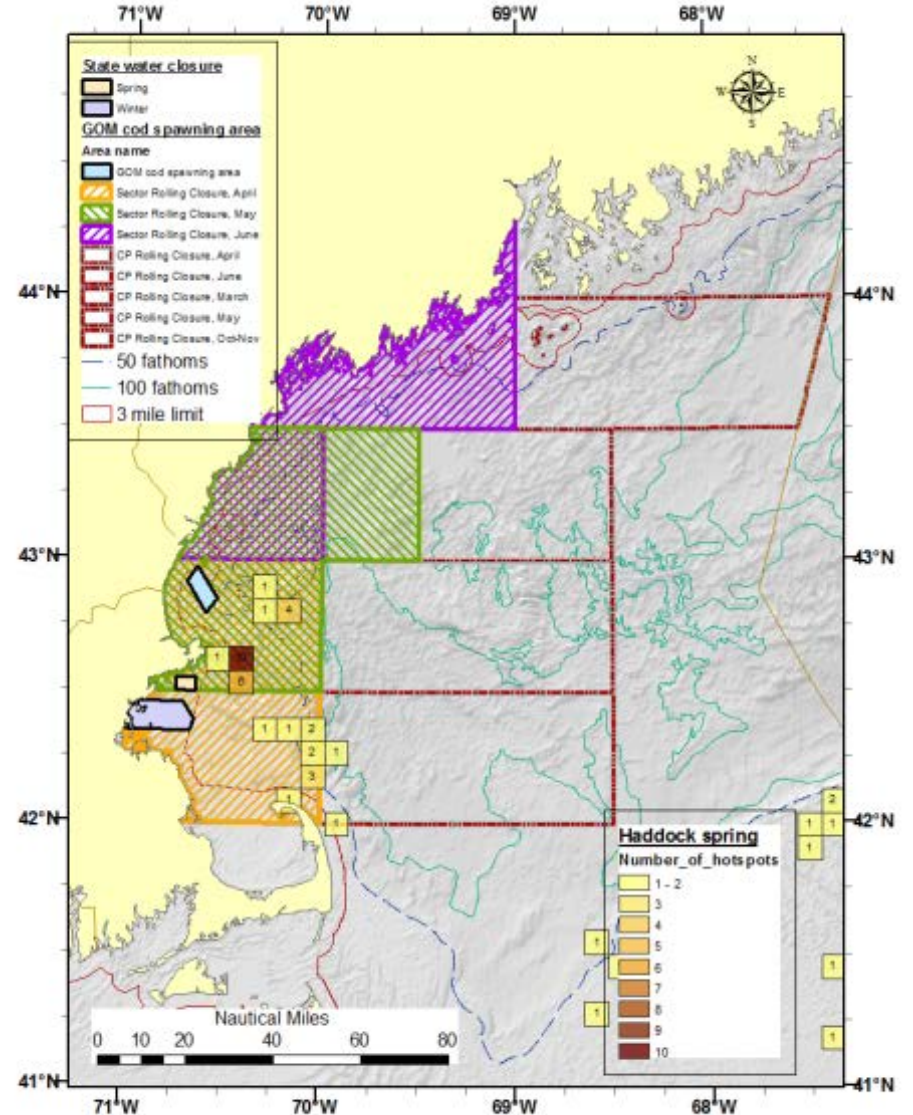 71°W 70°W 69°W 68°W
State water closure
Spring
Winter
GOM cod spawning area
Area name
GOM cod spawning area
Sector Rolling Closure, April
Sector Rolling Closure, May
Sector Rolling Closure, June
CP Rolling Closure, April
CP Rolling Closure, June
CP Rolling Closure, March
CP Rolling Closure, May
CP Rolling Closure, Oct-Nov
50 fathoms
100 fathoms
3 mile limit
N
W E
S
44°N 44°N
43°N 43°N
1
1 4
1
6
1 1 2
2 1
3
1
1
42°N 42°N
2
1 1
1
Haddock spring
Number_of_hotspots
1 - 2
3
4
5
6
7
8
9
10
1
1
1
1
Nautical Miles
0 10 20 40 60 80
41°N 41°N
71°W 70°W 69°W 68°W